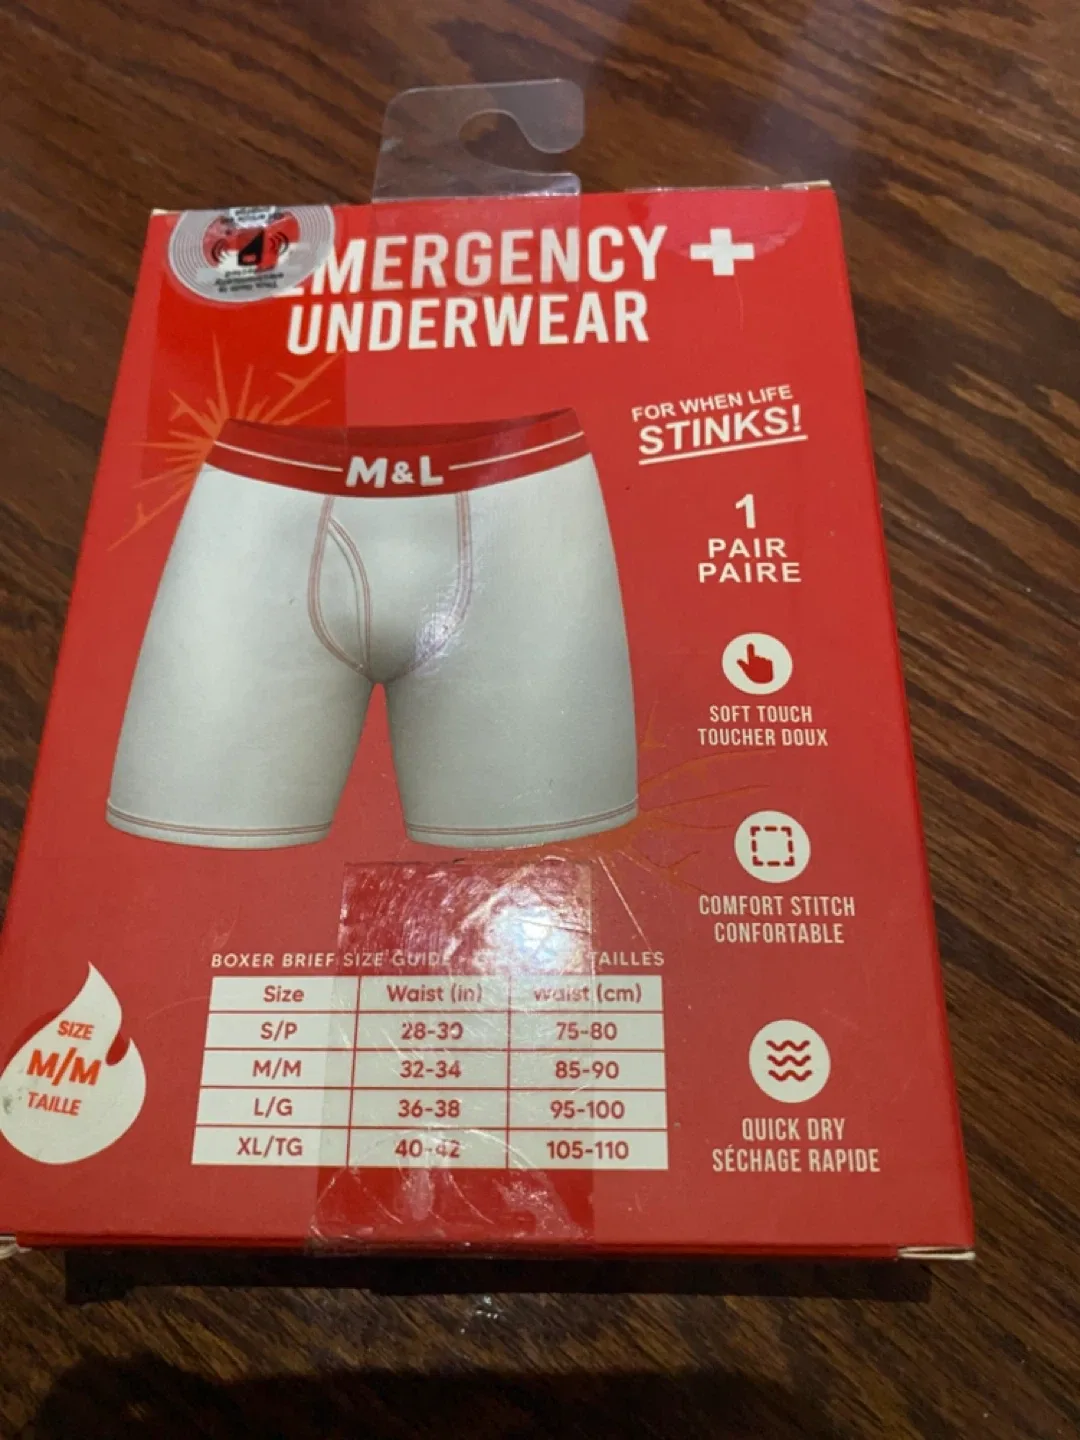 MERGENCY
UNDERWEAR
FOR WHEN LIFE
STINKS!
M&L
1
PAIR
PAIRE
SOFT TOUCH
TOUCHER DOUX
COMFORT STITCH
CONFORTABLE
BOXER BRIEF SIZE GUIDE - TAILLES
Size Waist (in) Waist (cm)
S/P 28-30 75-80
M/M 32-34 85-90
L/G 36-38 95-100
XL/TG 40-42 105-110
SIZE
M/M
TAILLE
QUICK DRY
SÉCHAGE RAPIDE